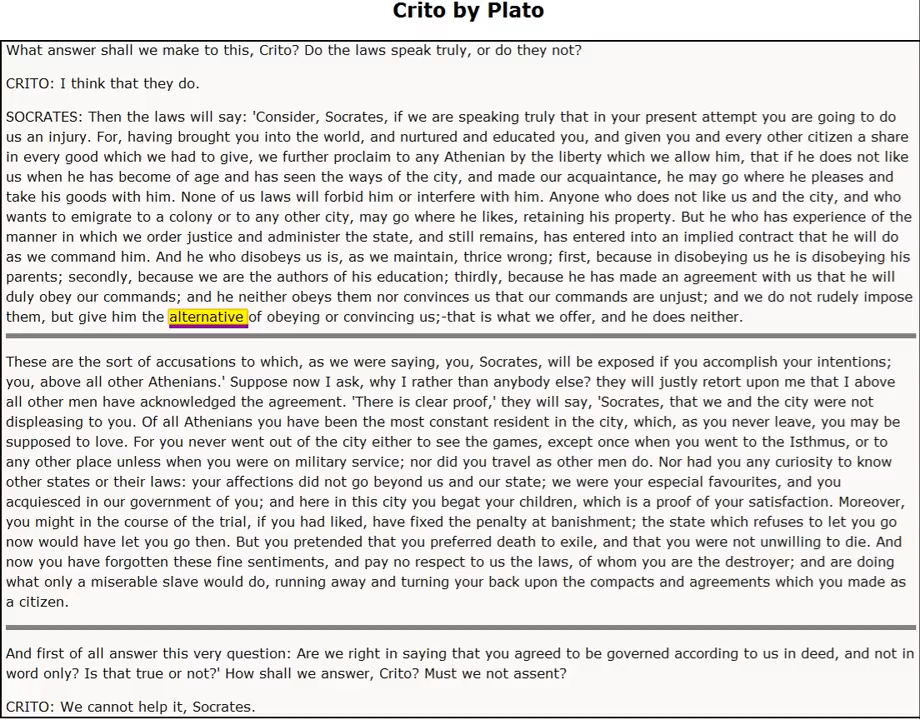 Crito by Plato
What answer shall we make to this, Crito? Do the laws speak truly, or do they not?
CRITO: I think that they do.
SOCRATES: Then the laws will say: 'Consider, Socrates, if we are speaking truly that in your present attempt you are going to do
us an injury. For, having brought you into the world, and nurtured and educated you, and given you and every other citizen a share
in every good which we had to give, we further proclaim to any Athenian by the liberty which we allow him, that if he does not like
us when he has become of age and has seen the ways of the city, and made our acquaintance, he may go where he pleases and
take his goods with him. None of us laws will forbid him or interfere with him. Anyone who does not like us and the city, and who
wants to emigrate to a colony or to any other city, may go where he likes, retaining his property. But he who has experience of the
manner in which we order justice and administer the state, and still remains, has entered into an implied contract that he will do
as we command him. And he who disobeys us is, as we maintain, thrice wrong; first, because in disobeying us he is disobeying his
parents; secondly, because we are the authors of his education; thirdly, because he has made an agreement with us that he will
duly obey our commands; and he neither obeys them nor convinces us that our commands are unjust; and we do not rudely impose
them, but give him the alternative of obeying or convincing us;-that is what we offer, and he does neither.
These are the sort of accusations to which, as we were saying, you, Socrates, will be exposed if you accomplish your intentions;
you, above all other Athenians.' Suppose now I ask, why I rather than anybody else? they will justly retort upon me that I above
all other men have acknowledged the agreement. 'There is clear proof,' they will say, 'Socrates, that we and the city were not
displeasing to you. Of all Athenians you have been the most constant resident in the city, which, as you never leave, you may be
supposed to love. For you never went out of the city either to see the games, except once when you went to the Isthmus, or to
any other place unless when you were on military service; nor did you travel as other men do. Nor had you any curiosity to know
other states or their laws: your affections did not go beyond us and our state; we were your especial favourites, and you
acquiesced in our government of you; and here in this city you begat your children, which is a proof of your satisfaction. Moreover,
you might in the course of the trial, if you had liked, have fixed the penalty at banishment; the state which refuses to let you go
now would have let you go then. But you pretended that you preferred death to exile, and that you were not unwilling to die. And
now you have forgotten these fine sentiments, and pay no respect to us the laws, of whom you are the destroyer; and are doing
what only a miserable slave would do, running away and turning your back upon the compacts and agreements which you made as
a citizen.
And first of all answer this very question: Are we right in saying that you agreed to be governed according to us in deed, and not in
word only? Is that true or not?' How shall we answer, Crito? Must we not assent?
CRITO: We cannot help it, Socrates.